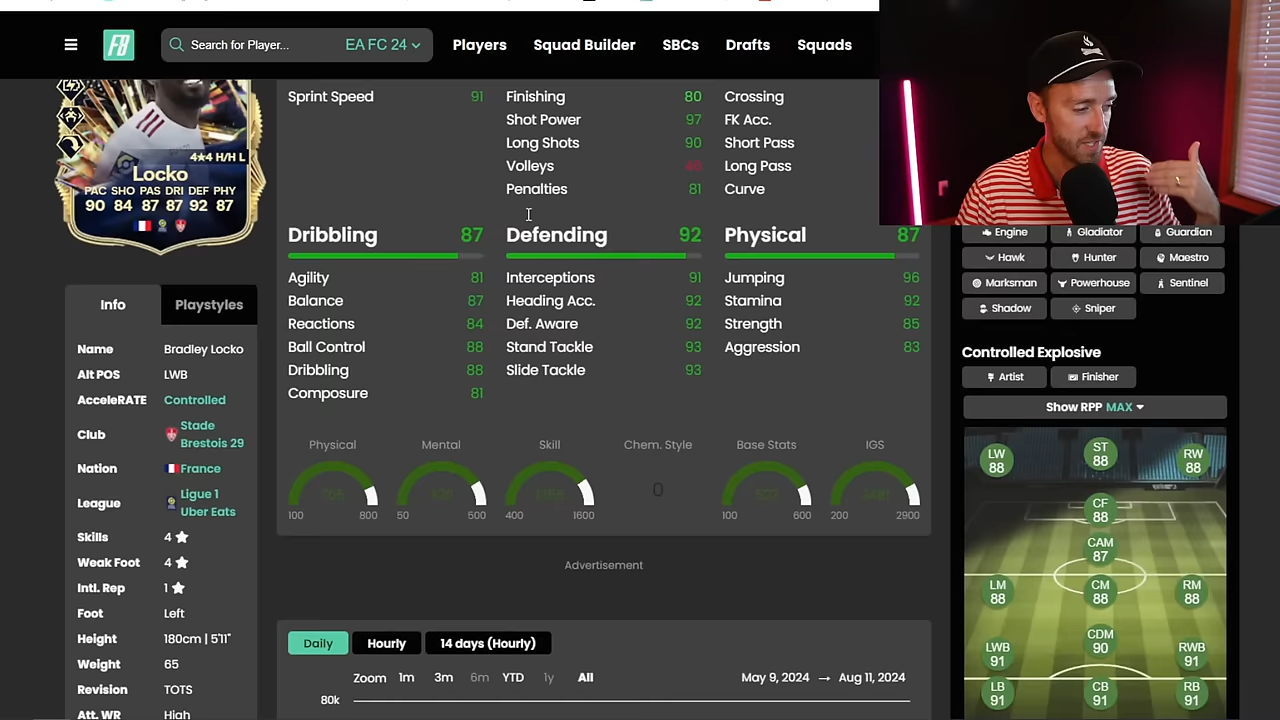 FB
Search for Player...
EA FC 24
Players
Squad Builder
SBCs
Drafts
Squads
4★4 H/H L
Locko
PAC SHO PAS DRI DEF PHY
90 84 87 87 92 87
Sprint Speed 91
Finishing 80
Shot Power 97
Long Shots 90
Volleys
Penalties 81
Crossing
FK Acc.
Short Pass
Long Pass
Curve
Dribbling 87
Agility 81
Balance 87
Reactions 84
Ball Control 88
Dribbling 88
Composure 81
Defending 92
Interceptions 91
Heading Acc. 92
Def. Aware 92
Stand Tackle 93
Slide Tackle 93
Physical 87
Jumping 96
Stamina 92
Strength 85
Aggression 83
Physical
100 800
Mental
50 500
Skill
400 1600
Chem. Style
0
Base Stats
100 600
IGS
200 2900
Info
Playstyles
Name Bradley Locko
Alt POS LWB
AcceleRATE Controlled
Club Stade
Brestois 29
Nation France
League Ligue 1
Uber Eats
Skills 4 ★
Weak Foot 4 ★
Intl. Rep 1 ★
Foot Left
Height 180cm | 5'11"
Weight 65
Revision TOTS
Att. WR High
Advertisement
Daily
Hourly
14 days (Hourly)
Zoom 1m 3m 6m YTD 1y All
May 9, 2024 → Aug 11, 2024
80k
Engine
Gladiator
Guardian
Hawk
Hunter
Maestro
Marksman
Powerhouse
Sentinel
Shadow
Sniper
Controlled Explosive
Artist
Finisher
Show RPP MAX
LW
88
ST
88
RW
88
CF
88
CAM
87
LM
88
CM
88
RM
88
CDM
90
LWB
91
RWB
91
LB
91
CB
91
RB
91